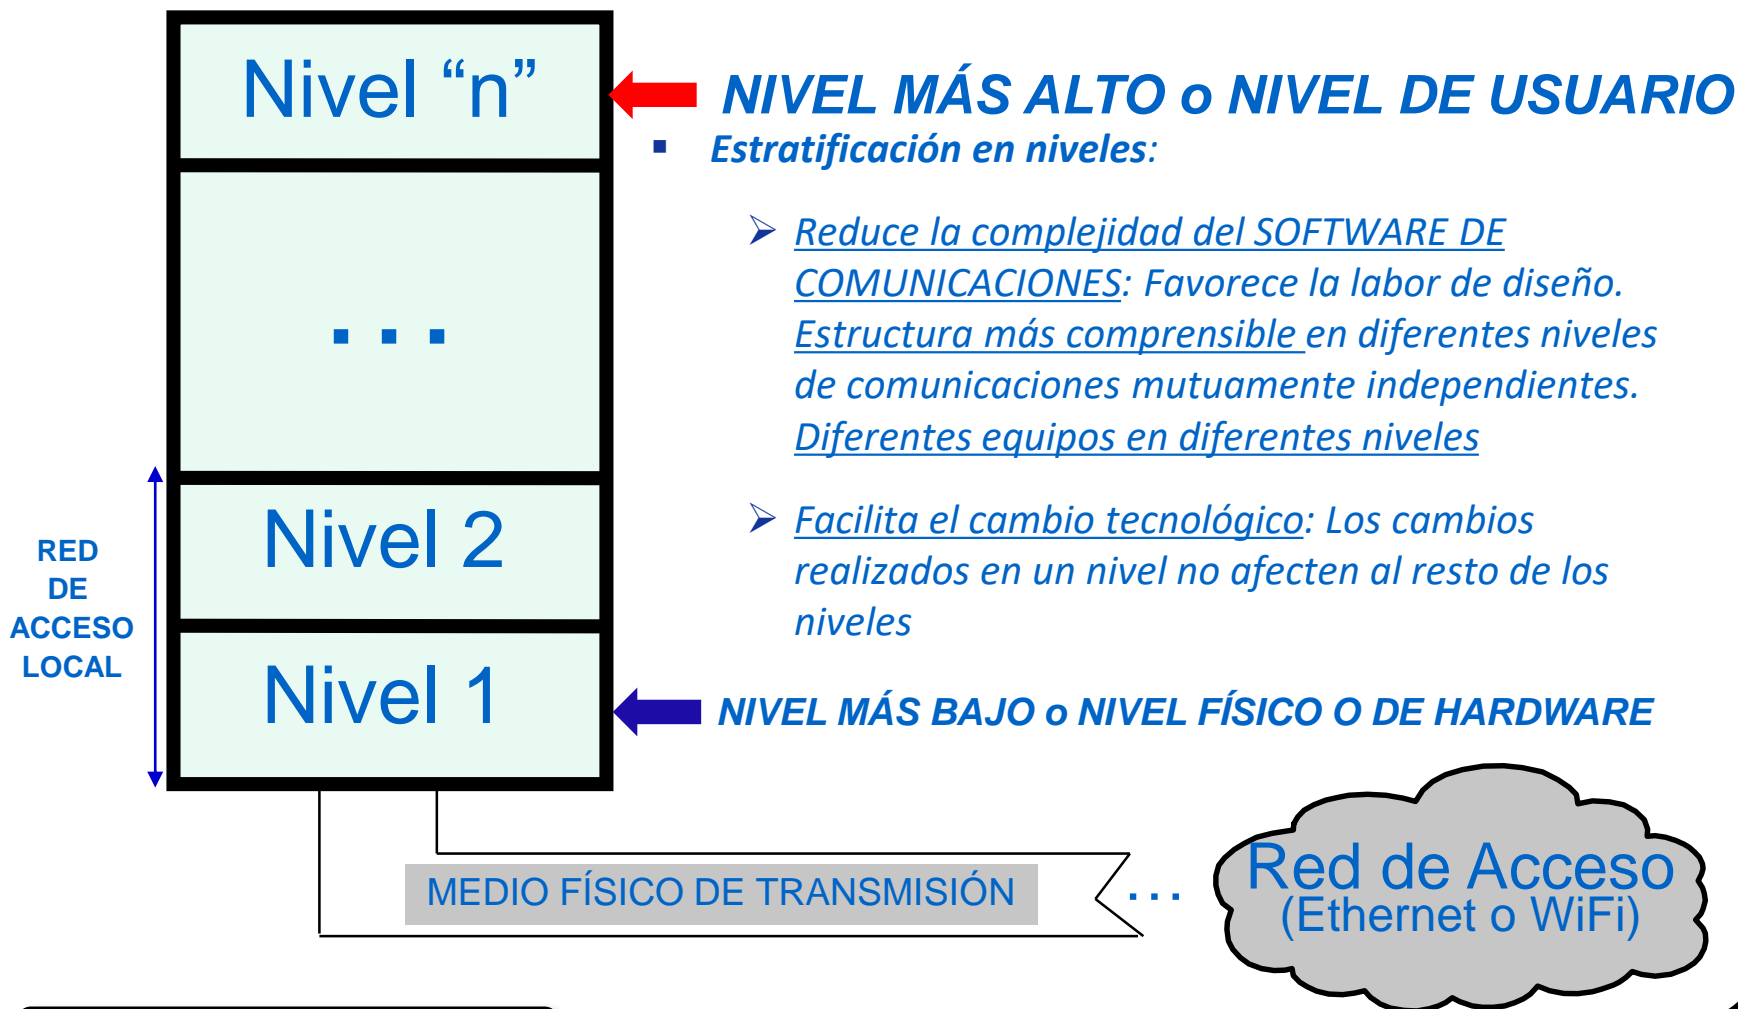 Nivel “n”
NIVEL MÁS ALTO o NIVEL DE USUARIO
▪ Estratificación en niveles:
➢ Reduce la complejidad del SOFTWARE DE
COMUNICACIONES: Favorece la labor de diseño.
Estructura más comprensible en diferentes niveles
de comunicaciones mutuamente independientes.
Diferentes equipos en diferentes niveles
...
➢ Facilita el cambio tecnológico: Los cambios
realizados en un nivel no afecten al resto de los
niveles
Nivel 2
RED
DE
ACCESO
LOCAL
Nivel 1
NIVEL MÁS BAJO o NIVEL FÍSICO O DE HARDWARE
MEDIO FÍSICO DE TRANSMISIÓN
...
Red de Acceso
(Ethernet o WiFi)